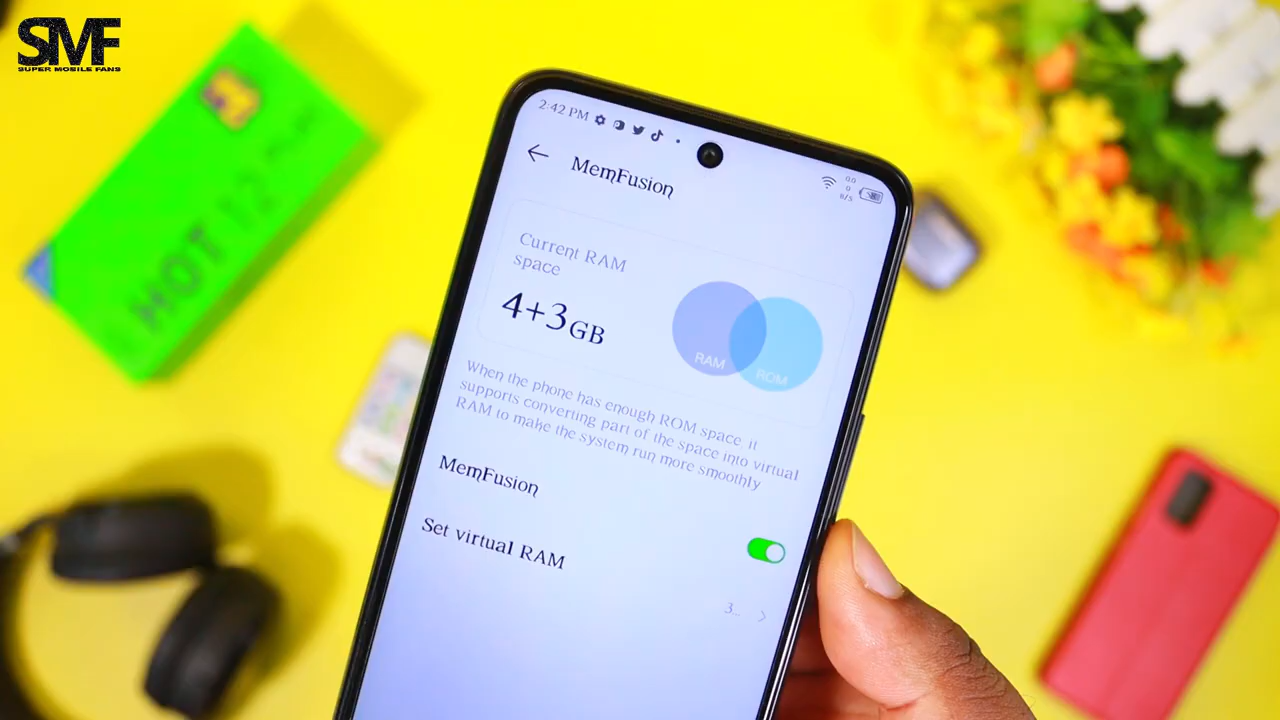 SMF
SUPER MOBILE FANS
HOT 12
2:42 PM
MemFusion
Current RAM
space
4+3GB
RAM
ROM
When the phone has enough ROM space, it
supports converting part of the space into virtual
RAM to make the system run more smoothly
MemFusion
Set virtual RAM
3...